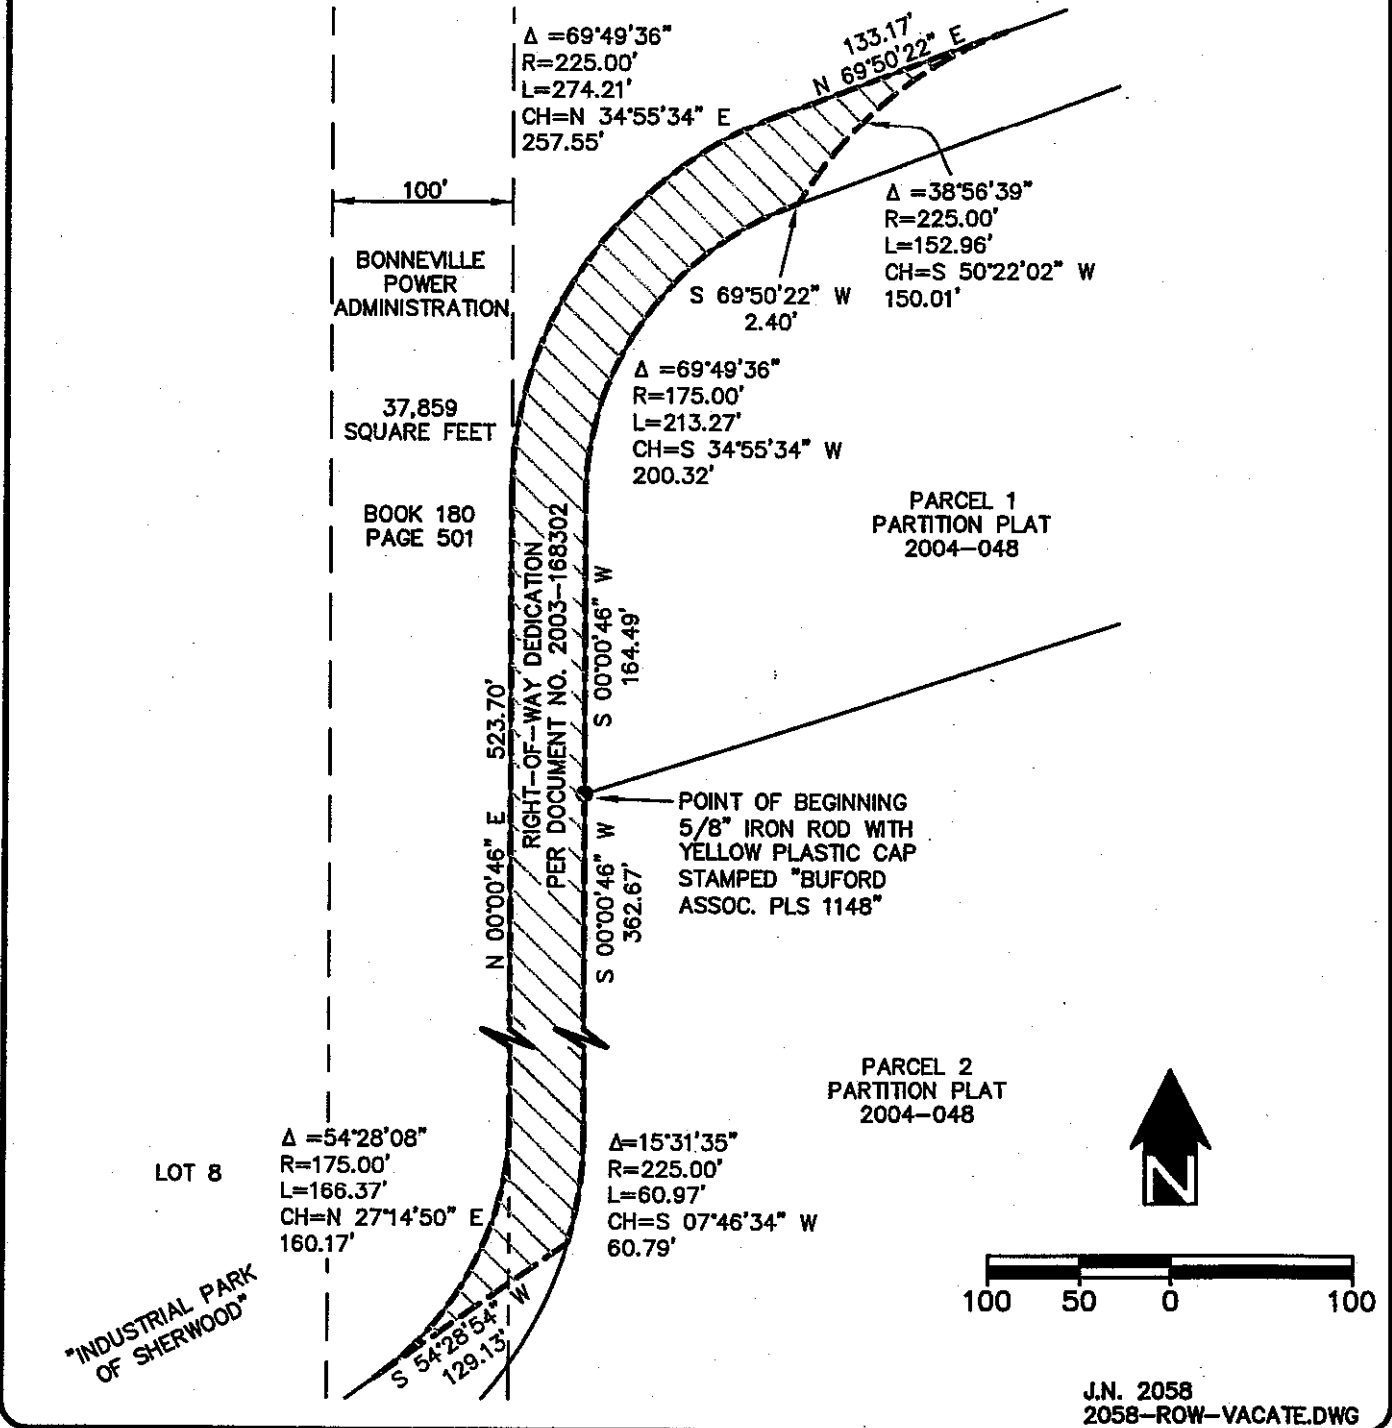 Δ =69°49'36"
R=225.00'
L=274.21'
CH=N 34°55'34" E
257.55'
133.17'
N 69°50'22" E
100'
Δ =38°56'39"
R=225.00'
L=152.96'
CH=S 50°22'02" W
150.01'
BONNEVILLE
POWER
ADMINISTRATION
S 69°50'22" W
2.40'
Δ =69°49'36"
R=175.00'
L=213.27'
CH=S 34°55'34" W
200.32'
37,859
SQUARE FEET
BOOK 180
PAGE 501
PARCEL 1
PARTITION PLAT
2004-048
RIGHT-OF-WAY DEDICATION
PER DOCUMENT NO. 2003-168302
S 00°00'46" W
164.49'
N 00°00'46" E 523.70'
POINT OF BEGINNING
5/8" IRON ROD WITH
YELLOW PLASTIC CAP
STAMPED "BUFORD
ASSOC. PLS 1148"
S 00°00'46" W
362.67'
PARCEL 2
PARTITION PLAT
2004-048
LOT 8
Δ =54°28'08"
R=175.00'
L=166.37'
CH=N 27°14'50" E
160.17'
Δ=15°31'35"
R=225.00'
L=60.97'
CH=S 07°46'34" W
60.79'
N
"INDUSTRIAL PARK
OF SHERWOOD"
S 54°28'54" W
129.13'
100 50 0 100
J.N. 2058
2058-ROW-VACATE.DWG